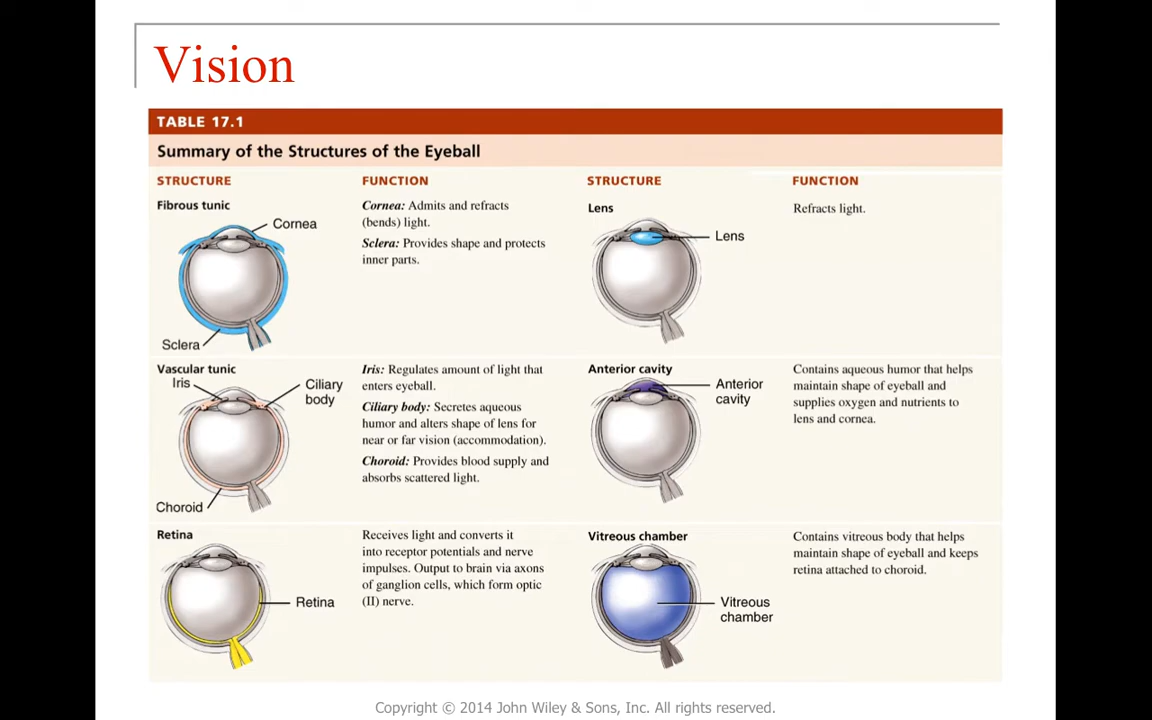 Vision
TABLE 17.1
Summary of the Structures of the Eyeball
STRUCTURE
FUNCTION
STRUCTURE
FUNCTION
Fibrous tunic
Cornea
Sclera
Cornea: Admits and refracts
(bends) light.
Sclera: Provides shape and protects
inner parts.
Lens
Lens
Refracts light.
Vascular tunic
Iris
Ciliary
body
Choroid
Iris: Regulates amount of light that
enters eyeball.
Ciliary body: Secretes aqueous
humor and alters shape of lens for
near or far vision (accommodation).
Choroid: Provides blood supply and
absorbs scattered light.
Anterior cavity
Anterior
cavity
Contains aqueous humor that helps
maintain shape of eyeball and
supplies oxygen and nutrients to
lens and cornea.
Retina
Retina
Receives light and converts it
into receptor potentials and nerve
impulses. Output to brain via axons
of ganglion cells, which form optic
(II) nerve.
Vitreous chamber
Vitreous
chamber
Contains vitreous body that helps
maintain shape of eyeball and keeps
retina attached to choroid.
Copyright © 2014 John Wiley & Sons, Inc. All rights reserved.